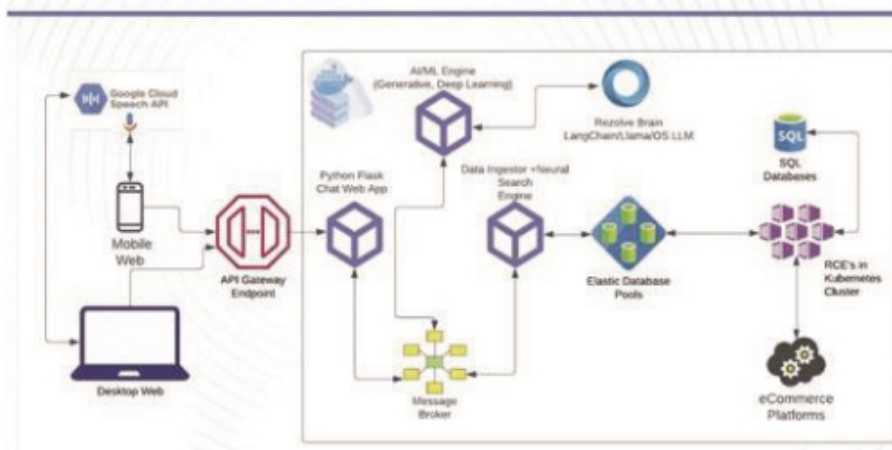 Google Cloud
Speech API
Mobile
Web
Desktop Web
API Gateway
Endpoint
Python Flask
Chat Web App
AI/ML Engine
(Generative, Deep Learning)
Rezolve Brain
LangChain/Llama/OS LLM
Data Ingestor +Neural
Search
Engine
Message
Broker
Elastic Database
Pools
SQL
SQL
Databases
RCE's in
Kubernetes
Cluster
eCommerce
Platforms